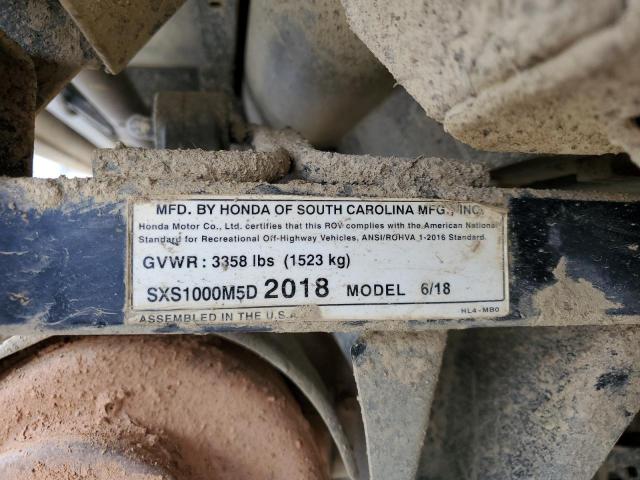 MFD. BY HONDA OF SOUTH CAROLINA MFG., INC.
Honda Motor Co., Ltd. certifies that this ROV complies with the American National
Standard for Recreational Off-Highway Vehicles, ANSI/ROHVA 1-2016 Standard.
GVWR : 3358 lbs (1523 kg)
SXS1000M5D 2018 MODEL 6/18
ASSEMBLED IN THE U.S.A.
HL4-MB0